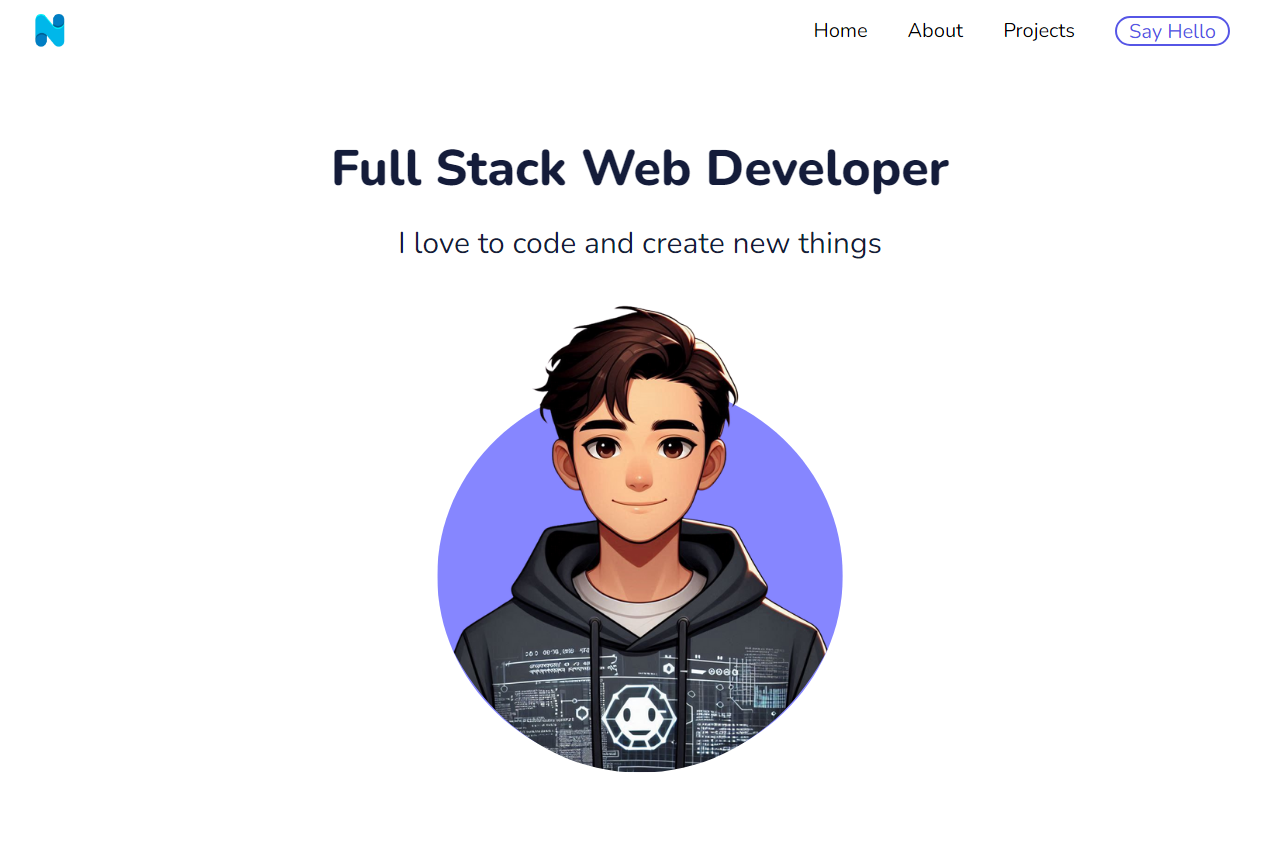 Home About Projects Say Hello
Full Stack Web Developer
I love to code and create new things